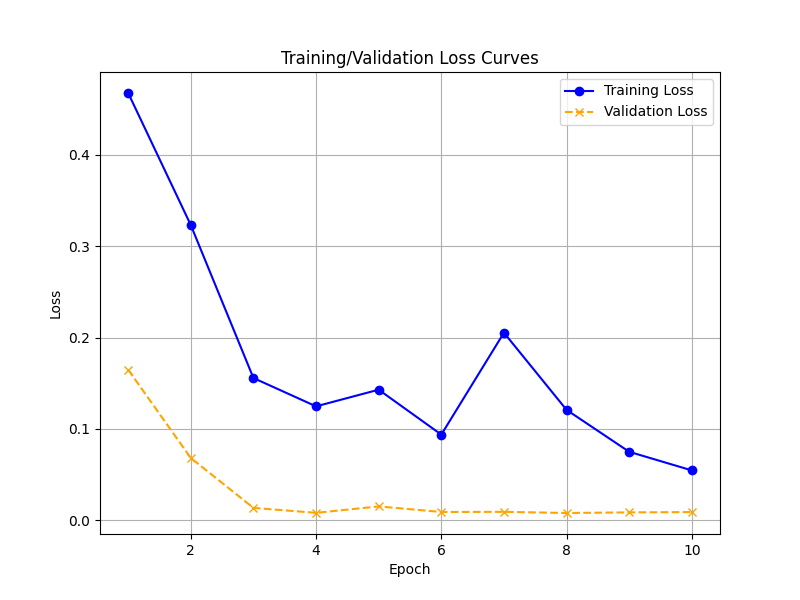 Training/Validation Loss Curves
Training Loss
Validation Loss
0.4
0.3
0.2
0.1
0.0
Loss
2
4
6
8
10
Epoch